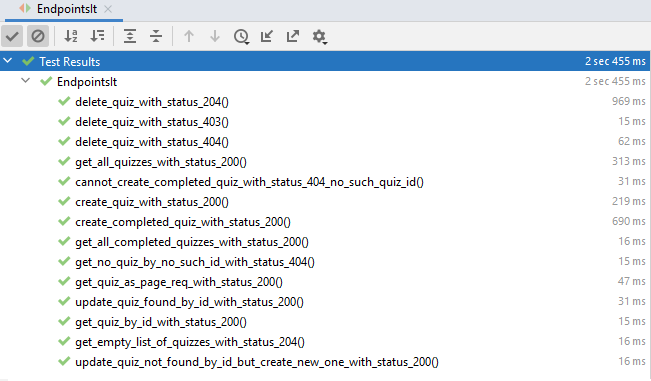 EndpointsIt
Test Results 2 sec 455 ms
EndpointsIt 2 sec 455 ms
delete_quiz_with_status_204() 969 ms
delete_quiz_with_status_403() 15 ms
delete_quiz_with_status_404() 62 ms
get_all_quizzes_with_status_200() 313 ms
cannot_create_completed_quiz_with_status_404_no_such_quiz_id() 31 ms
create_quiz_with_status_200() 219 ms
create_completed_quiz_with_status_200() 690 ms
get_all_completed_quizzes_with_status_200() 16 ms
get_no_quiz_by_no_such_id_with_status_404() 15 ms
get_quiz_as_page_req_with_status_200() 47 ms
update_quiz_found_by_id_with_status_200() 31 ms
get_quiz_by_id_with_status_200() 15 ms
get_empty_list_of_quizzes_with_status_204() 16 ms
update_quiz_not_found_by_id_but_create_new_one_with_status_200() 16 ms